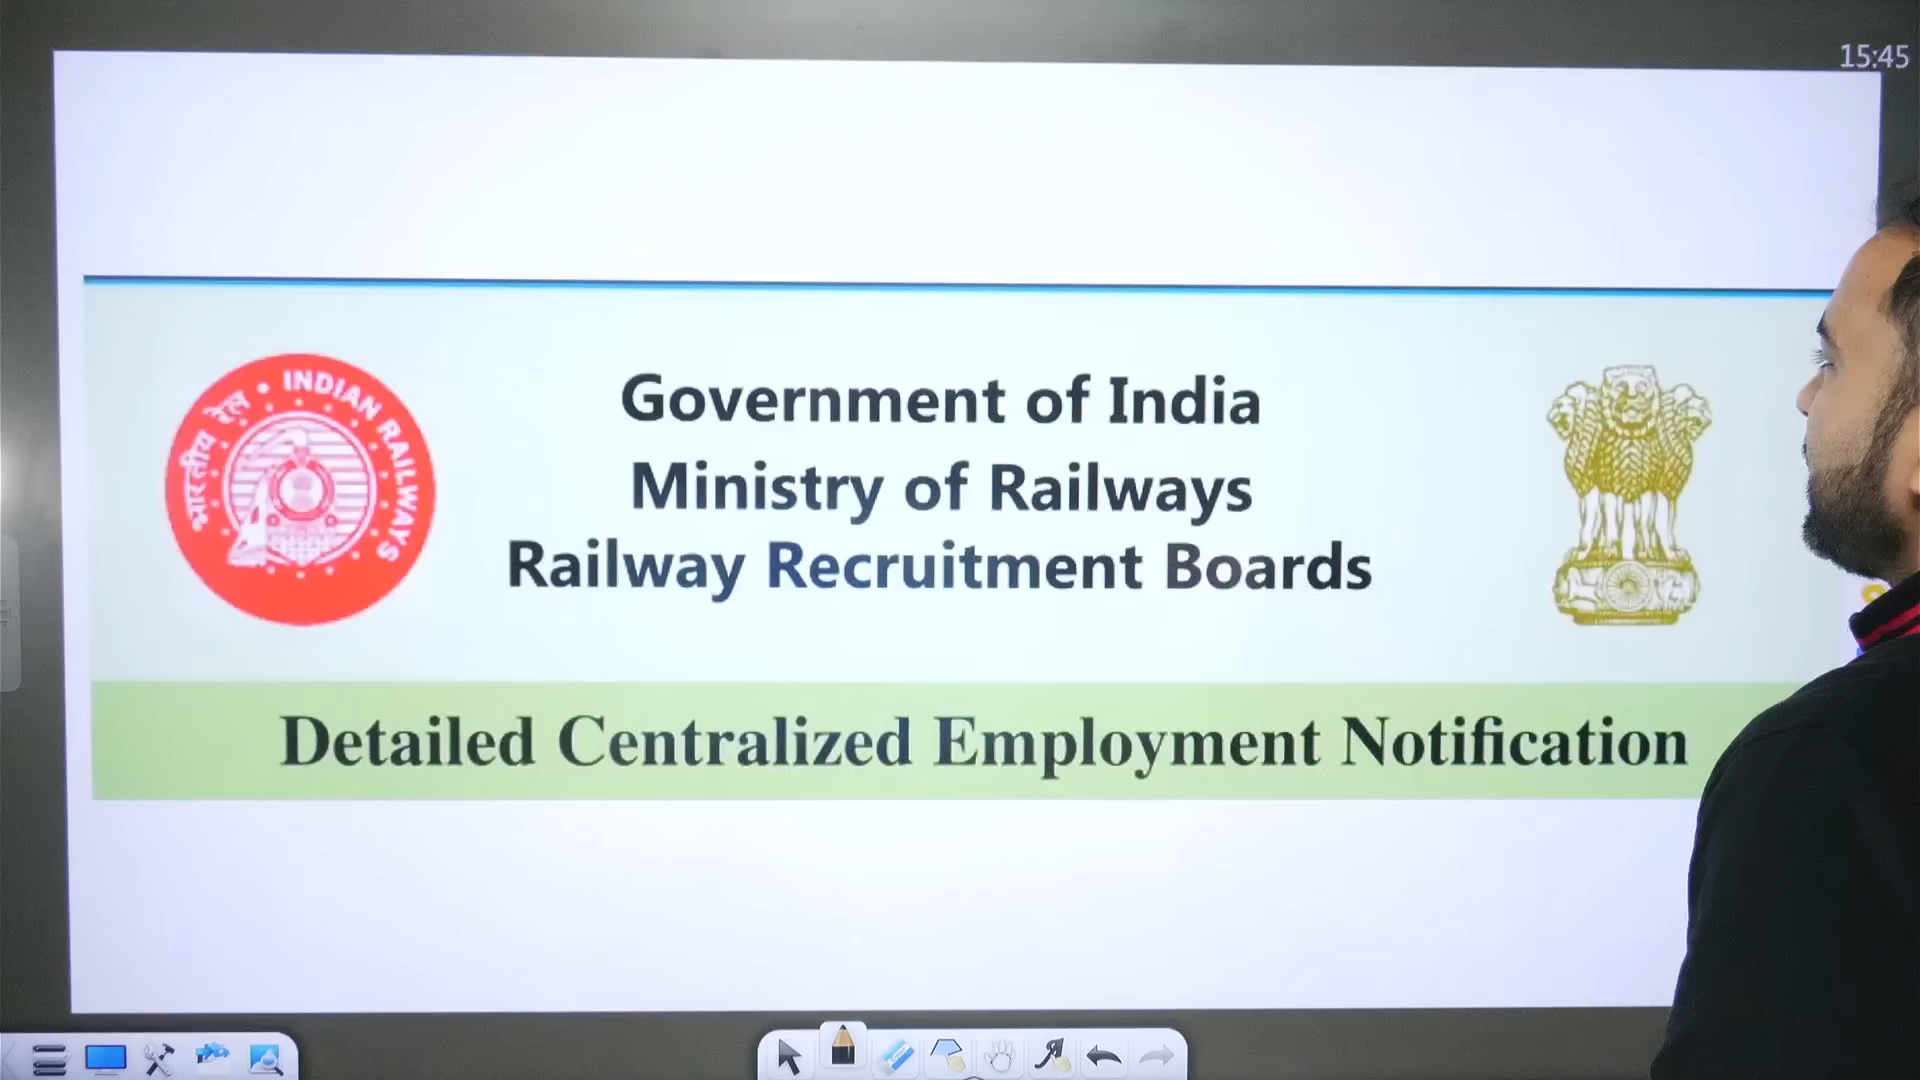 15:45
भारतीय रेल • INDIAN RAILWAYS
Government of India
Ministry of Railways
Railway Recruitment Boards
Detailed Centralized Employment Notification